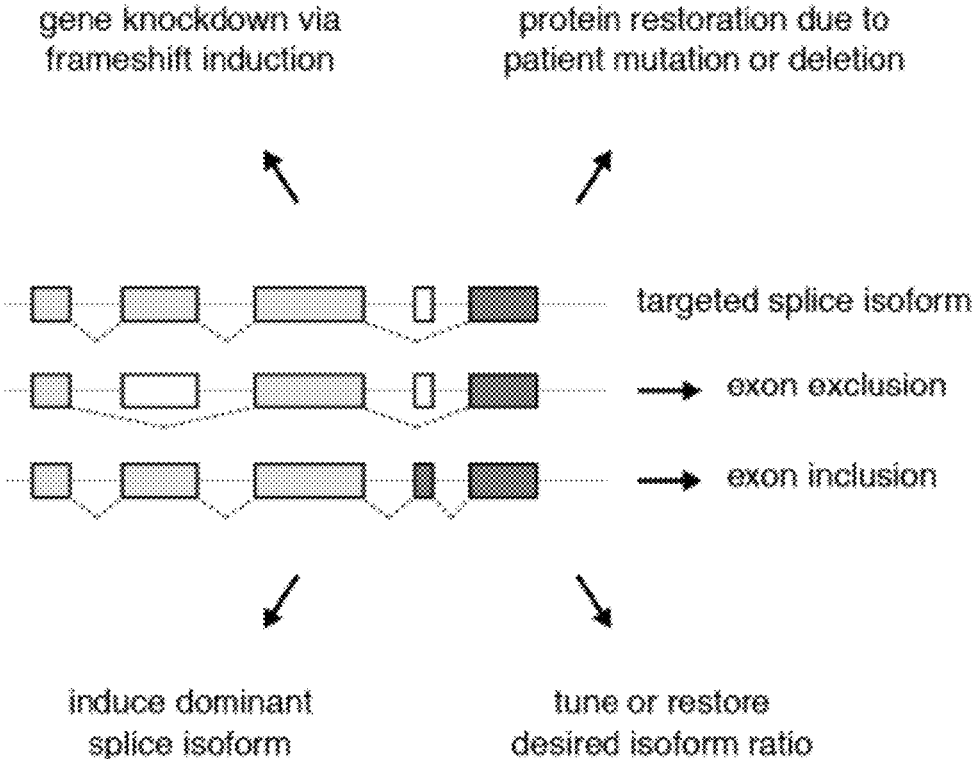 gene knockdown via
frameshift induction
protein restoration due to
patient mutation or deletion
targeted splice isoform
exon exclusion
exon inclusion
induce dominant
splice isoform
tune or restore
desired isoform ratio